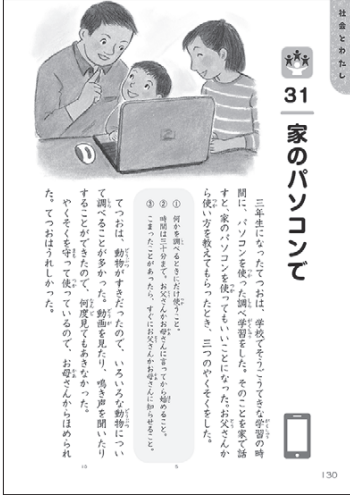 社会とわたし
31 家のパソコンで
三年生になったてつおは、学校でそうごうてきな学習の時
間に、パソコンを使った調べ学習をした。そのことを家で話
すと、家のパソコンを使ってもいいことになった。お父さんか
ら使い方を教えてもらったとき、三つのやくそくをした。
① 何かを調べるときにだけ使うこと。
② 時間は三十分まで。お父さんかお母さんに言ってから始めること。
③ こまったことがあったら、すぐにお父さんかお母さんに知らせること。
てつおは、動物がすきだったので、いろいろな動物につい
て調べることが多かった。動画を見たり、鳴き声を聞いたり
することができたので、何度見てもあきなかった。
やくそくを守って使っているので、お母さんからほめられ
た。てつおはうれしかった。
130